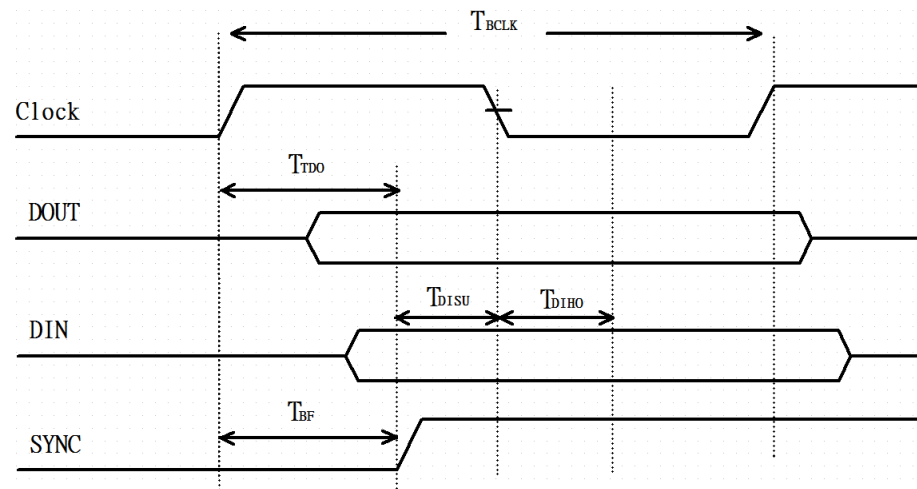 TBCLK
Clock
TTDO
DOUT
TDISU TDIHO
DIN
TBF
SYNC